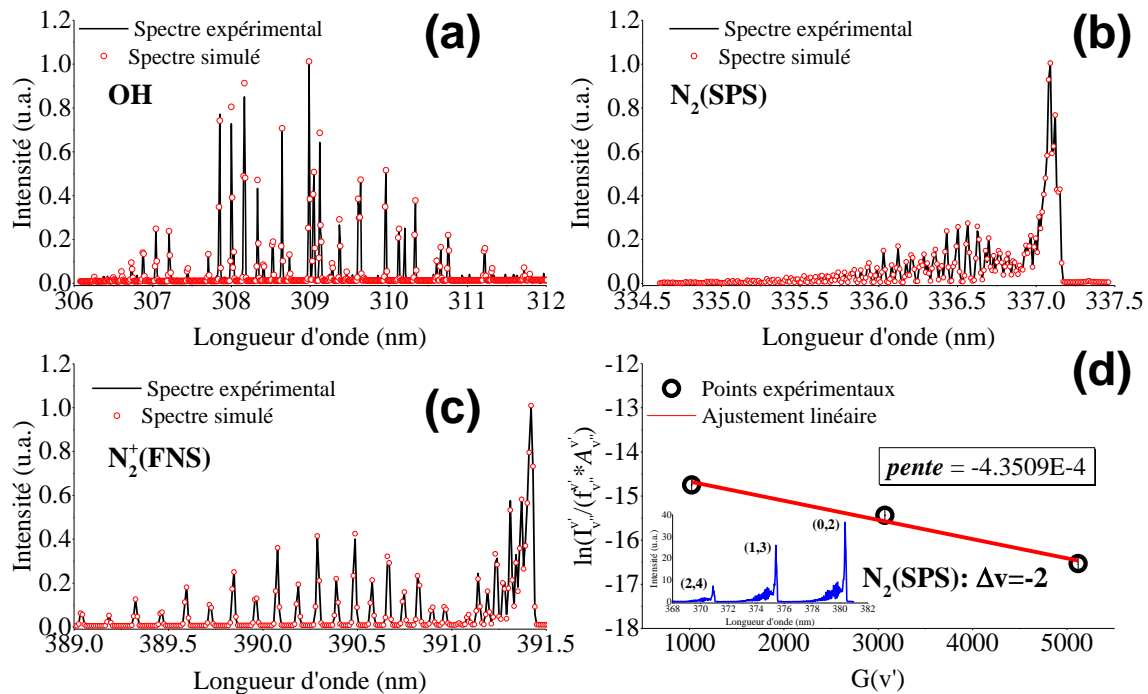 (a)
Spectre expérimental
Spectre simulé
OH
Intensité (u.a.)
1.2
1.0
0.8
0.6
0.4
0.2
0.0
306 307 308 309 310 311 312
Longueur d'onde (nm)
(b)
Spectre expérimental
Spectre simulé
N₂(SPS)
Intensité (u.a.)
1.2
1.0
0.8
0.6
0.4
0.2
0.0
334.5 335.0 335.5 336.0 336.5 337.0 337.5
Longueur d'onde (nm)
(c)
Spectre expérimental
Spectre simulé
N₂⁺(FNS)
Intensité (u.a.)
1.2
1.0
0.8
0.6
0.4
0.2
0.0
389.0 389.5 390.0 390.5 391.0 391.5
Longueur d'onde (nm)
(d)
Points expérimentaux
Ajustement linéaire
pente = -4.3509E-4
ln(I_{v''}^{v'}/(f_{v''}^{v'}*A_{v''}^{v'})
-12
-13
-14
-15
-16
-17
-18
1000 2000 3000 4000 5000
G(v')
N₂(SPS): Δv=-2
Intensité (u.a.)
40
30
20
10
0
(2,4)
(1,3)
(0,2)
368 370 372 374 376 378 380 382
Longueur d'onde (nm)